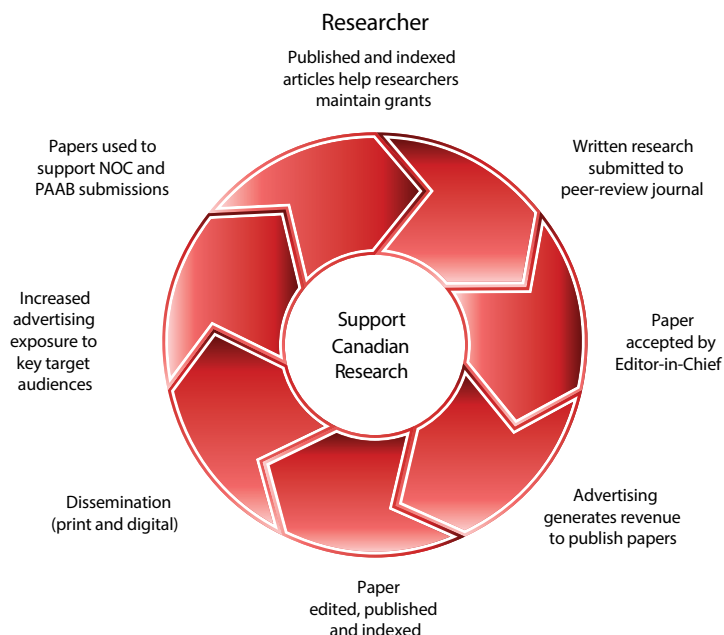 Researcher
Published and indexed
articles help researchers
maintain grants
Written research
submitted to
peer-review journal
Paper
accepted by
Editor-in-Chief
Advertising
generates revenue
to publish papers
Paper
edited, published
and indexed
Dissemination
(print and digital)
Increased
advertising
exposure to
key target
audiences
Papers used to
support NOC and
PAAB submissions
Support
Canadian
Research